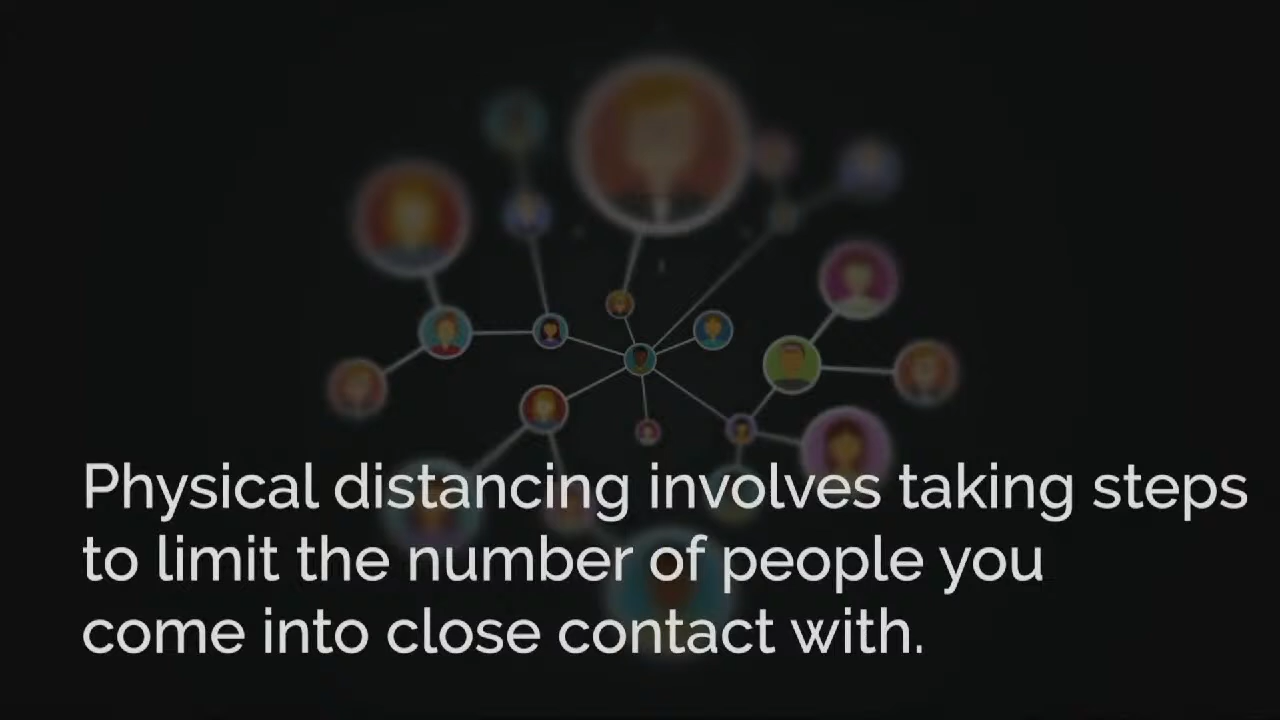 Physical distancing involves taking steps
to limit the number of people you
come into close contact with.